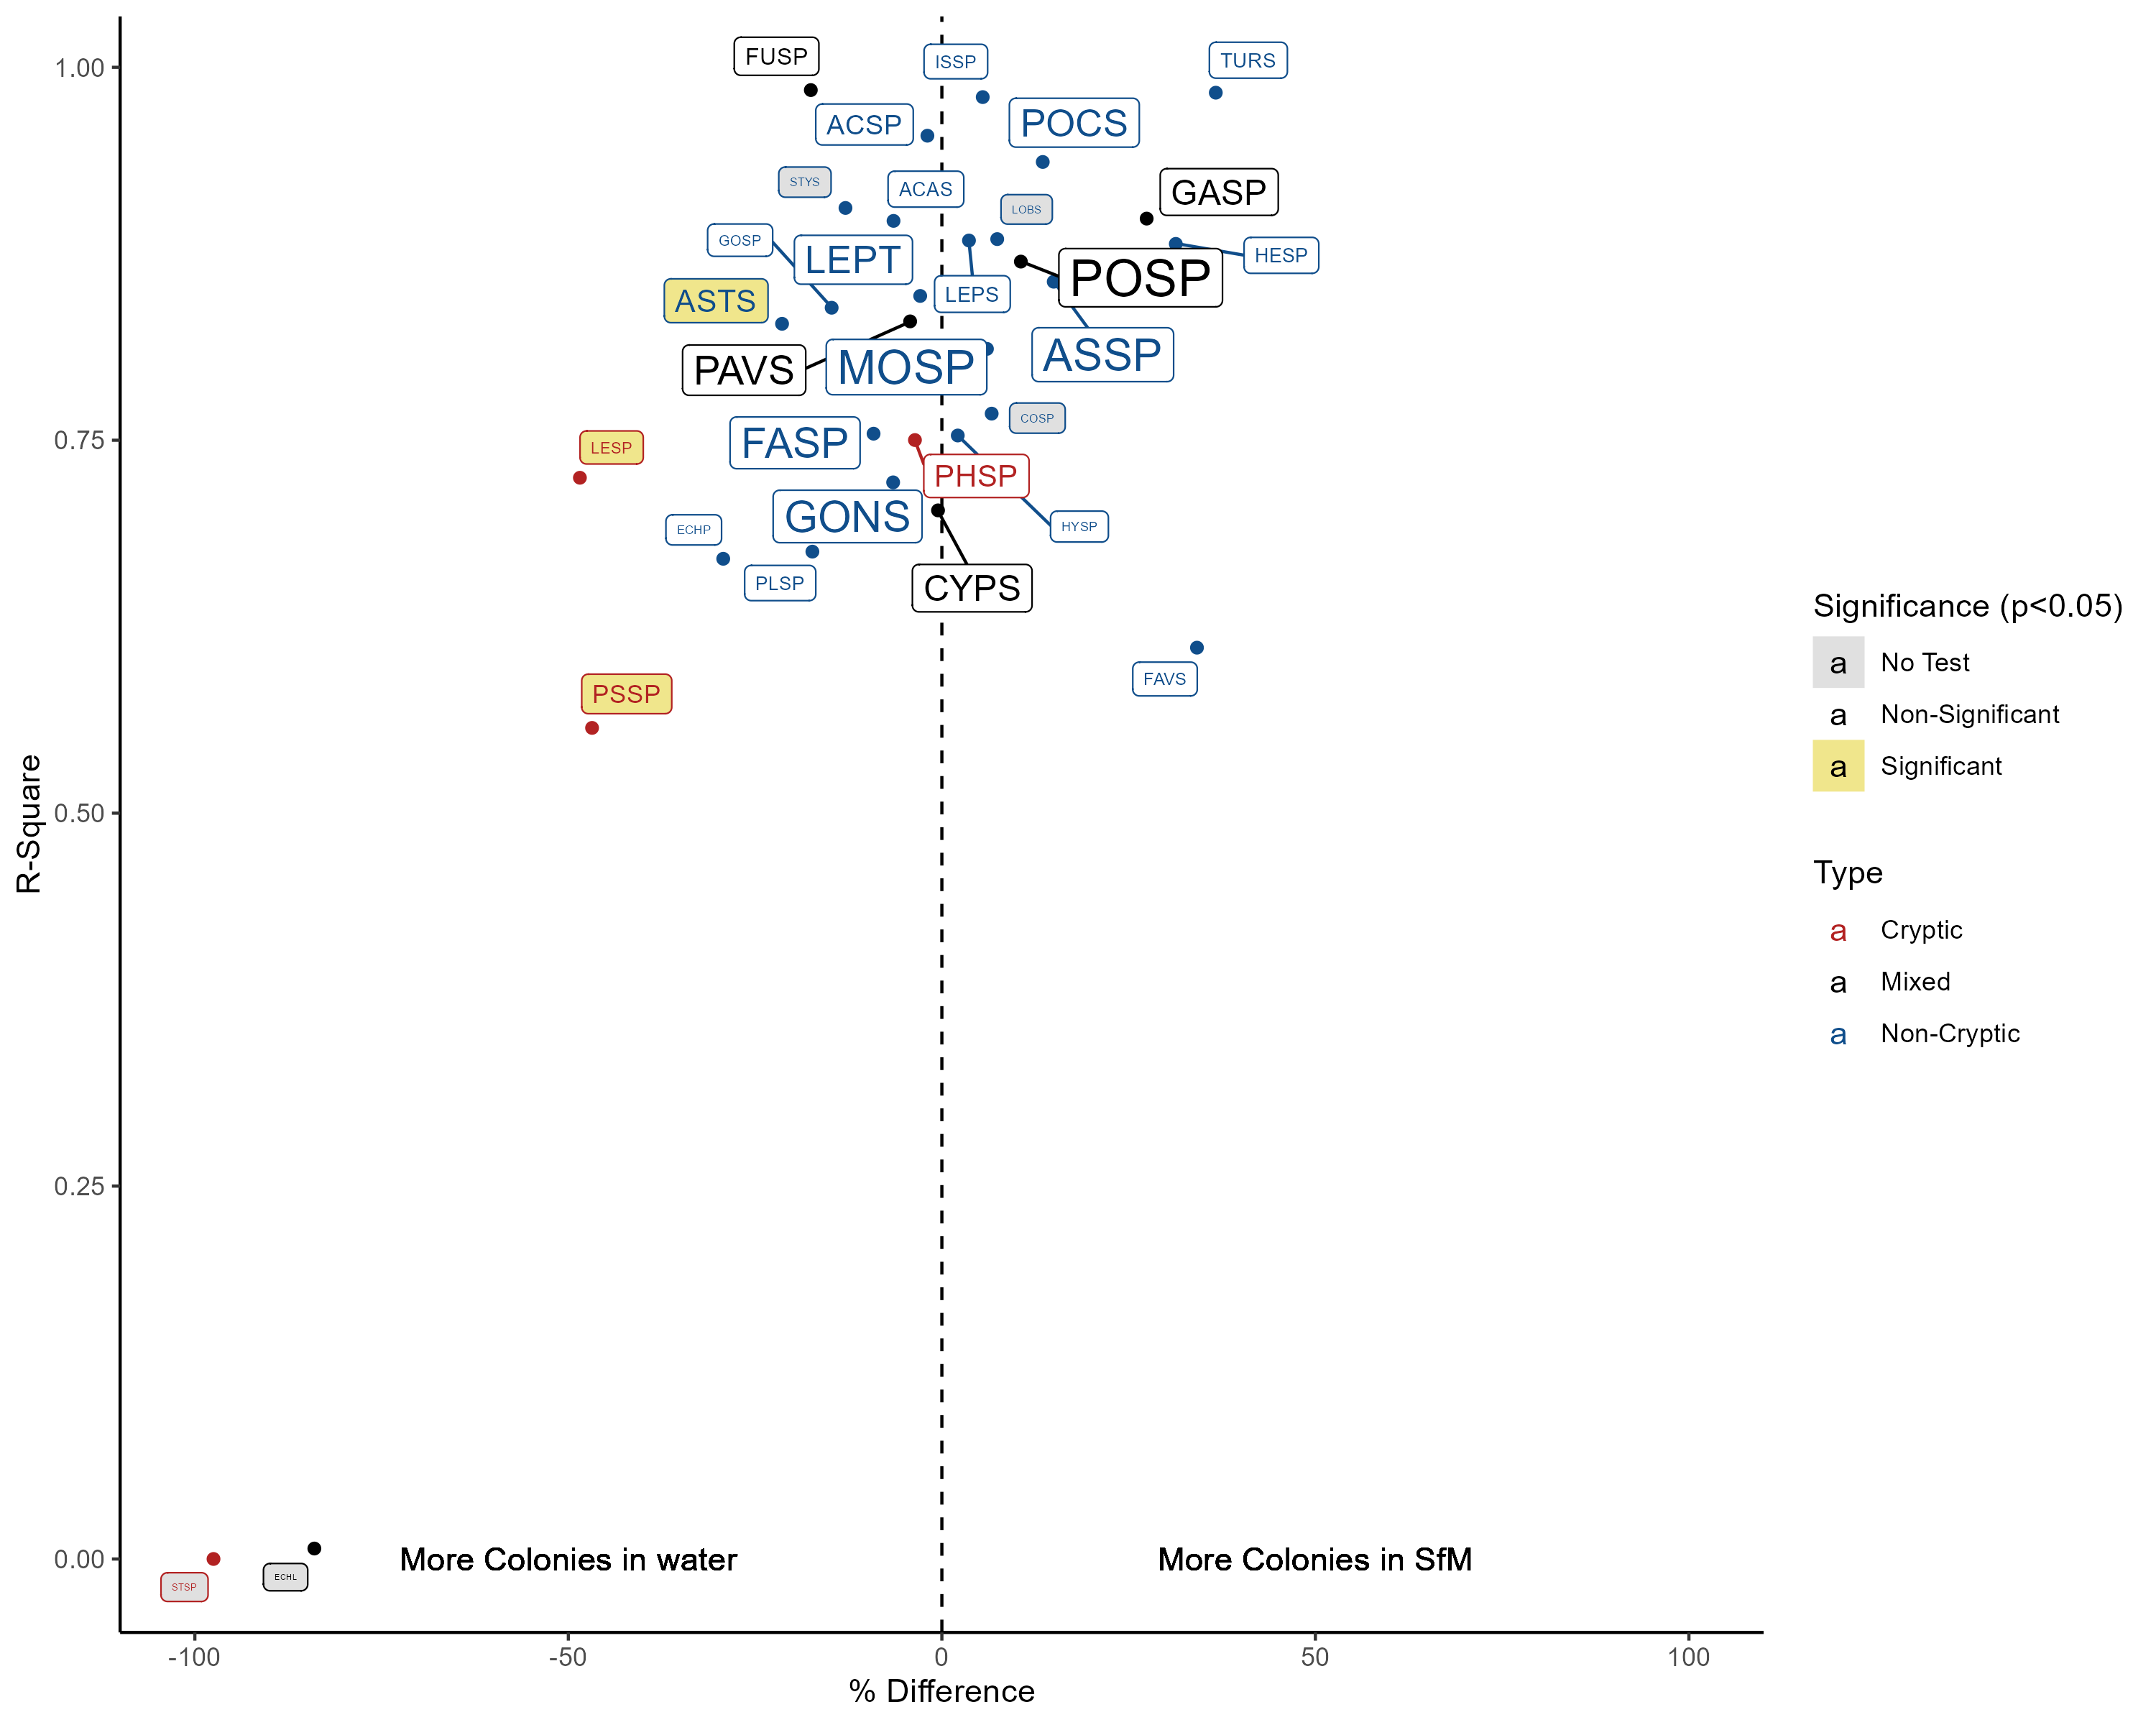 1.00
0.75
0.50
0.25
0.00
R-Square
FUSP
ISSP
TURS
ACSP
POCS
STYS
ACAS
LOBS
GASP
GOSP
LEPT
HESP
POSP
ASTS
LEPS
PAVS
MOSP
ASSP
COSP
LESP
FASP
PHSP
ECHP
GONS
HYSP
PLSP
CYPS
FAVS
PSSP
STSP
ECHL
More Colonies in water
More Colonies in SfM
-100
-50
0
50
100
% Difference
Significance (p<0.05)
a No Test
a Non-Significant
a Significant
Type
a Cryptic
a Mixed
a Non-Cryptic